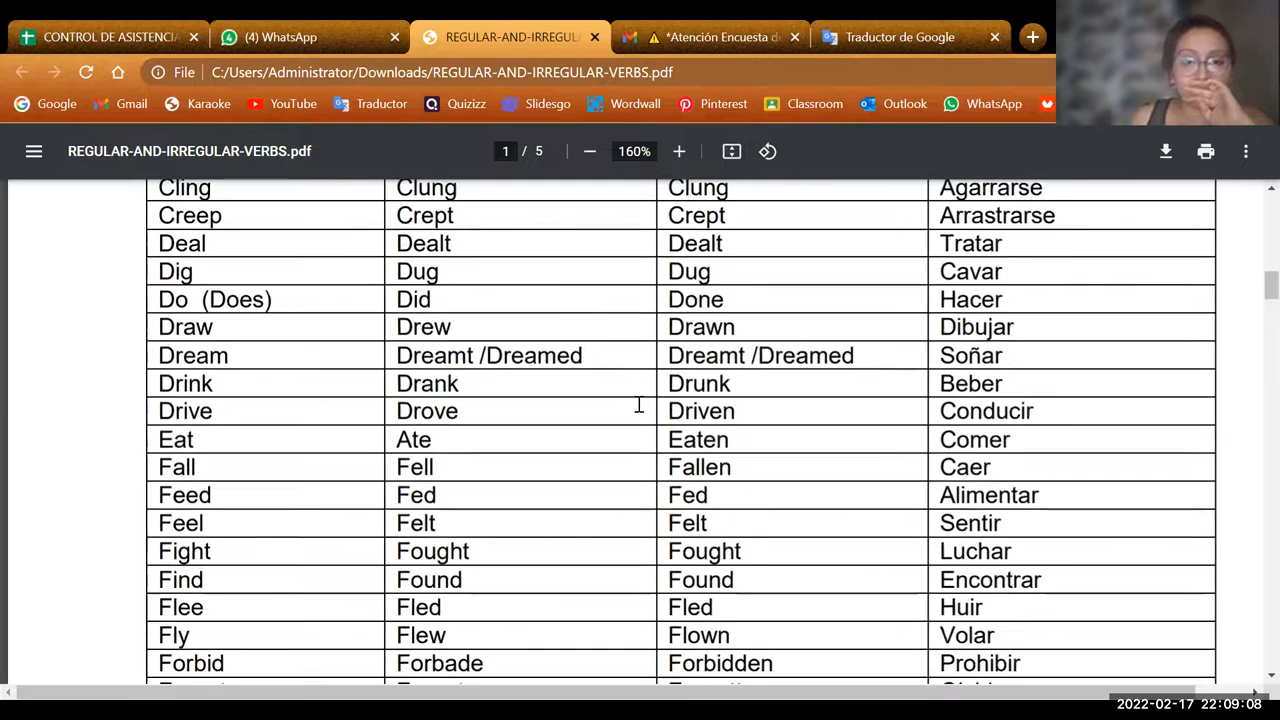 CONTROL DE ASISTENCIA
(4) WhatsApp
REGULAR-AND-IRREGULA
*Atención Encuesta d
Traductor de Google
File C:/Users/Administrator/Downloads/REGULAR-AND-IRREGULAR-VERBS.pdf
Google Gmail Karaoke YouTube Traductor Quizizz Slidesgo Wordwall Pinterest Classroom Outlook WhatsApp
REGULAR-AND-IRREGULAR-VERBS.pdf 1 / 5 160%
Cling Clung Clung Agarrarse
Creep Crept Crept Arrastrarse
Deal Dealt Dealt Tratar
Dig Dug Dug Cavar
Do (Does) Did Done Hacer
Draw Drew Drawn Dibujar
Dream Dreamt /Dreamed Dreamt /Dreamed Soñar
Drink Drank Drunk Beber
Drive Drove Driven Conducir
Eat Ate Eaten Comer
Fall Fell Fallen Caer
Feed Fed Fed Alimentar
Feel Felt Felt Sentir
Fight Fought Fought Luchar
Find Found Found Encontrar
Flee Fled Fled Huir
Fly Flew Flown Volar
Forbid Forbade Forbidden Prohibir
2022-02-17 22:09:08